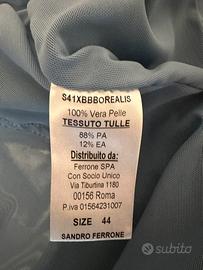 S41XBBBOREALIS
100% Vera Pelle
TESSUTO TULLE
88% PA
12% EA
Distribuito da:
Ferrone SPA
Con Socio Unico
Via Tiburtina 1180
00156 Roma
P.iva 01564231007
SIZE 44
SANDRO FERRONE
subito